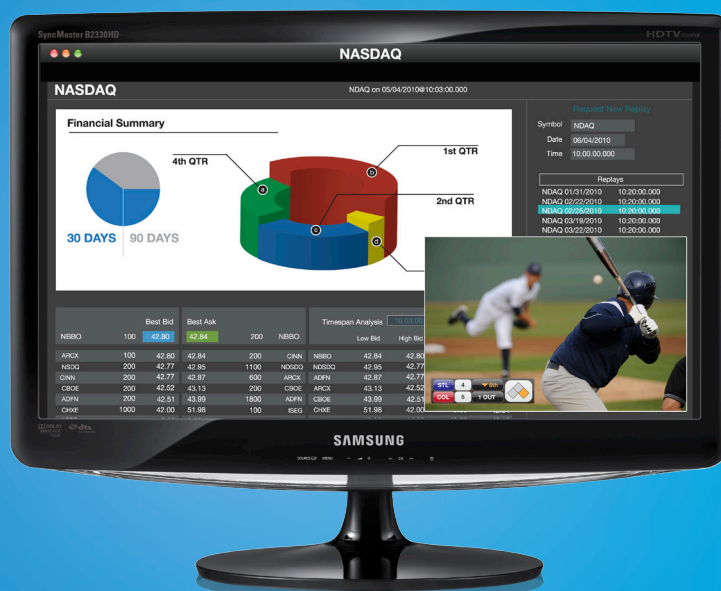 SyncMaster B2330HD
HDTV monitor
NASDAQ
NASDAQ
NDAQ on 05/04/2010@10:03:00.000
Request New Replay
Symbol NDAQ
Date 06/04/2010
Time 10.00.00.000
Replays
NDAQ 01/31/2010 10:20:00.000
NDAQ 02/22/2010 10:20:00.000
NDAQ 02/25/2010 10:20:00.000
NDAQ 03/19/2010 10:20:00.000
NDAQ 03/22/2010 10:20:00.000
Financial Summary
4th QTR
1st QTR
2nd QTR
a
b
c
d
30 DAYS 90 DAYS
Best Bid Best Ask
NBBO 100 42.80 42.84 200 NBBO
ARCX 100 42.80 42.84 200 CINN
NSDQ 200 42.77 42.95 1100 NDSDQ
CINN 200 42.77 42.87 600 ARCX
CBOE 200 42.52 43.13 200 CBOE
ADFN 200 42.51 43.99 1800 ADFN
CHXE 1000 42.00 51.98 100 ISEG
Timespan Analysis 10.03.00
Low Bid High Bid
NBBO 42.84 42.80
NDSDQ 42.95 42.77
ADFN 42.87 42.77
ARCX 43.13 42.52
CBOE 43.99 42.51
CHXE 51.98 42.00
STL 4 8th
COL 5 1 OUT
SAMSUNG
SOURCE MENU
CH